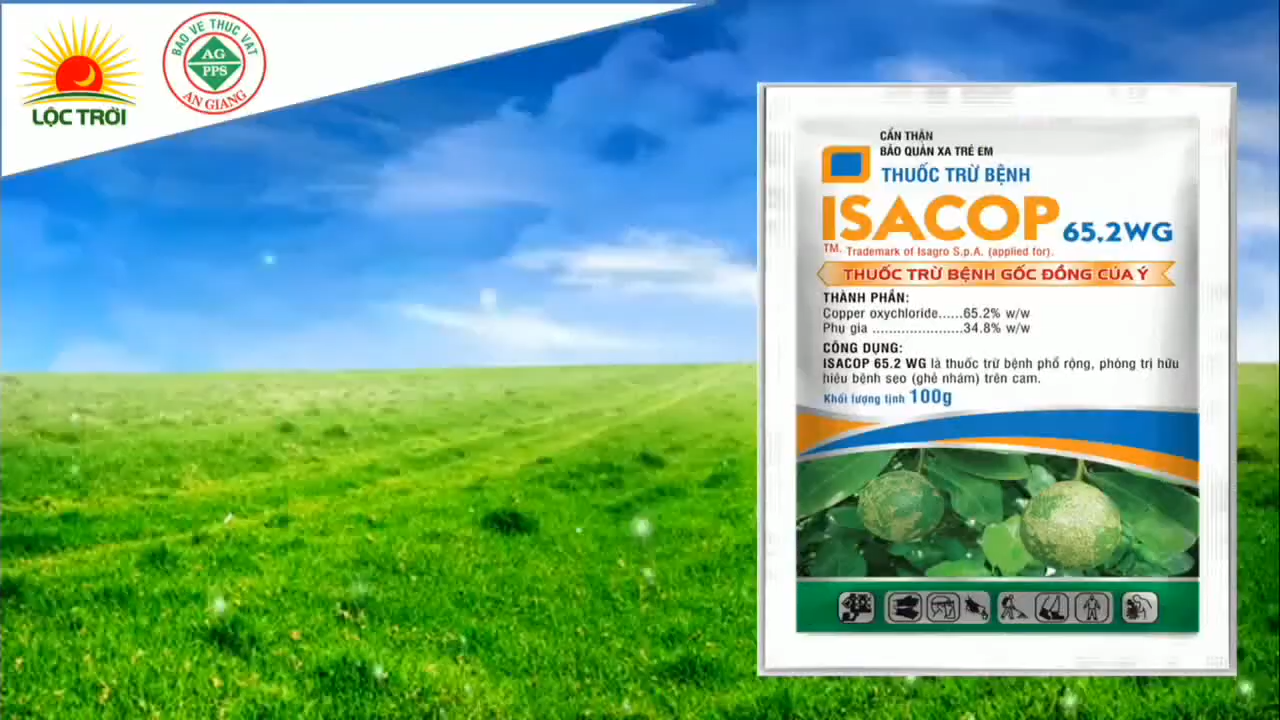 LỘC TRỜI
BẢO VỆ THỰC VẬT
AG
PPS
AN GIANG
CẨN THẬN
BẢO QUẢN XA TRẺ EM
THUỐC TRỪ BỆNH
ISACOP 65.2WG
TM. Trademark of Isagro S.p.A. (applied for).
THUỐC TRỪ BỆNH GỐC ĐỒNG CỦA Ý
THÀNH PHẦN:
Copper oxychloride......65.2% w/w
Phụ gia ......................34.8% w/w
CÔNG DỤNG:
ISACOP 65.2 WG là thuốc trừ bệnh phổ rộng, phòng trị hữu
hiệu bệnh sẹo (ghẻ nhám) trên cam.
Khối lượng tịnh 100g